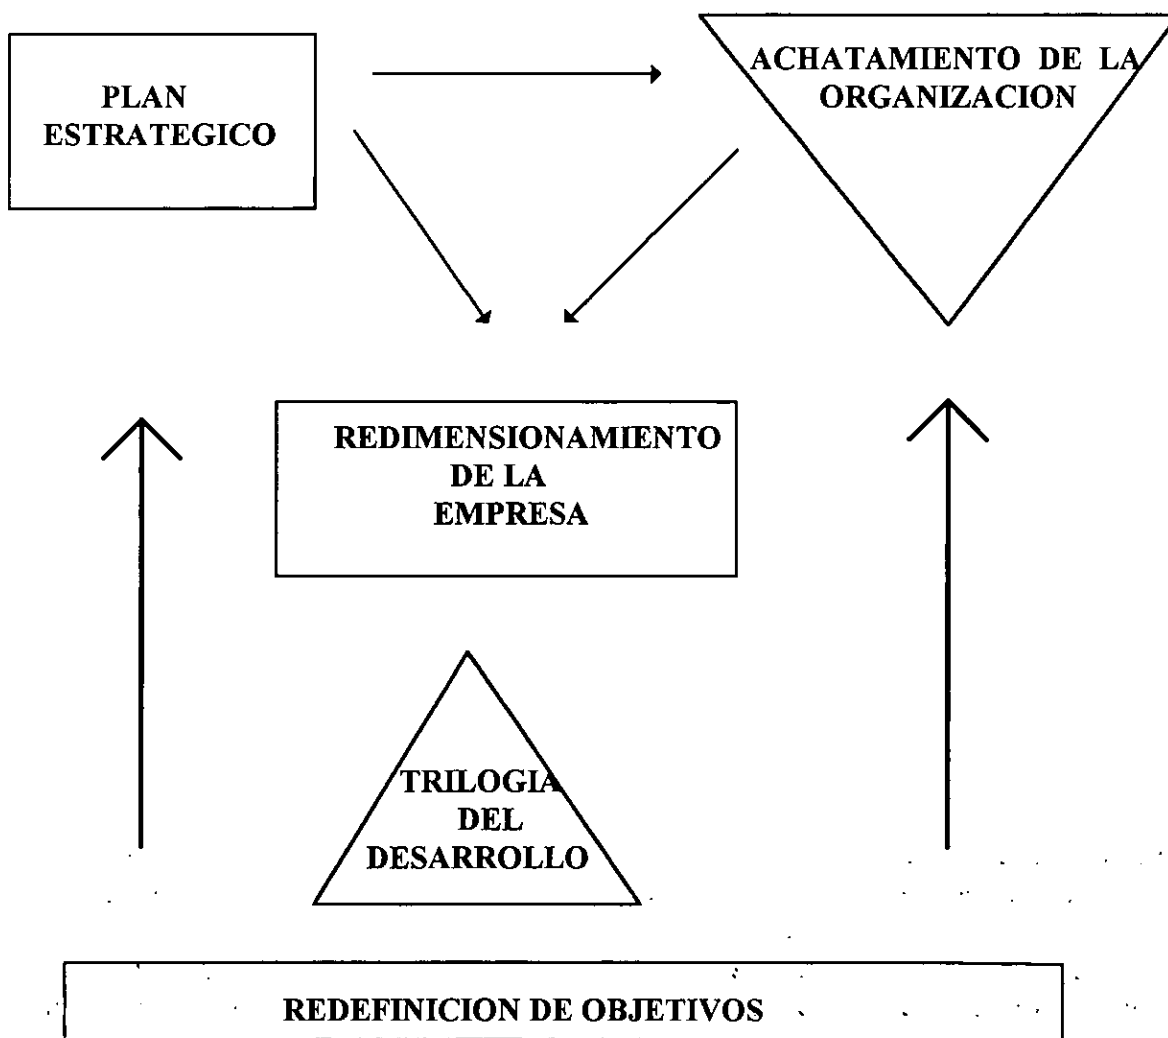 PLAN
ESTRATEGICO
ACHATAMIENTO DE LA
ORGANIZACION
REDIMENSIONAMIENTO
DE LA
EMPRESA
TRILOGIA
DEL
DESARROLLO
REDEFINICION DE OBJETIVOS